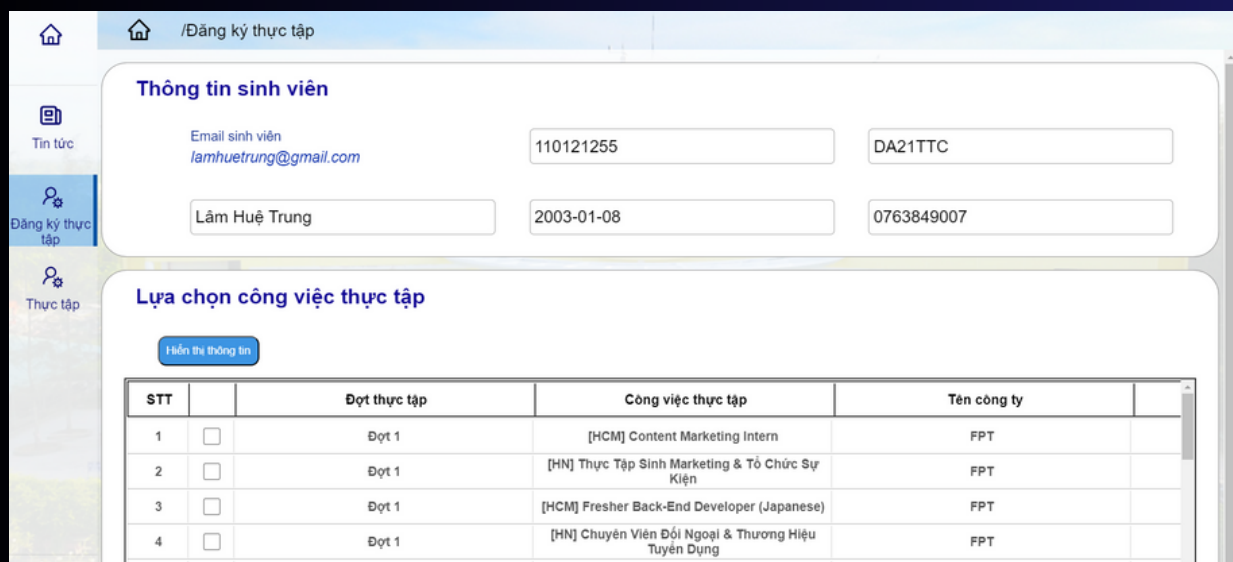 /Đăng ký thực tập
Tin tức
Đăng ký thực
tập
Thực tập
Thông tin sinh viên
Email sinh viên
lamhuetrung@gmail.com
110121255
DA21TTC
Lâm Huệ Trung
2003-01-08
0763849007
Lựa chọn công việc thực tập
Hiển thị thông tin
STT Đợt thực tập Công việc thực tập Tên công ty
1 Đợt 1 [HCM] Content Marketing Intern FPT
2 Đợt 1 [HN] Thực Tập Sinh Marketing & Tổ Chức Sự
Kiện FPT
3 Đợt 1 [HCM] Fresher Back-End Developer (Japanese) FPT
4 Đợt 1 [HN] Chuyên Viên Đối Ngoại & Thương Hiệu
Tuyển Dụng FPT